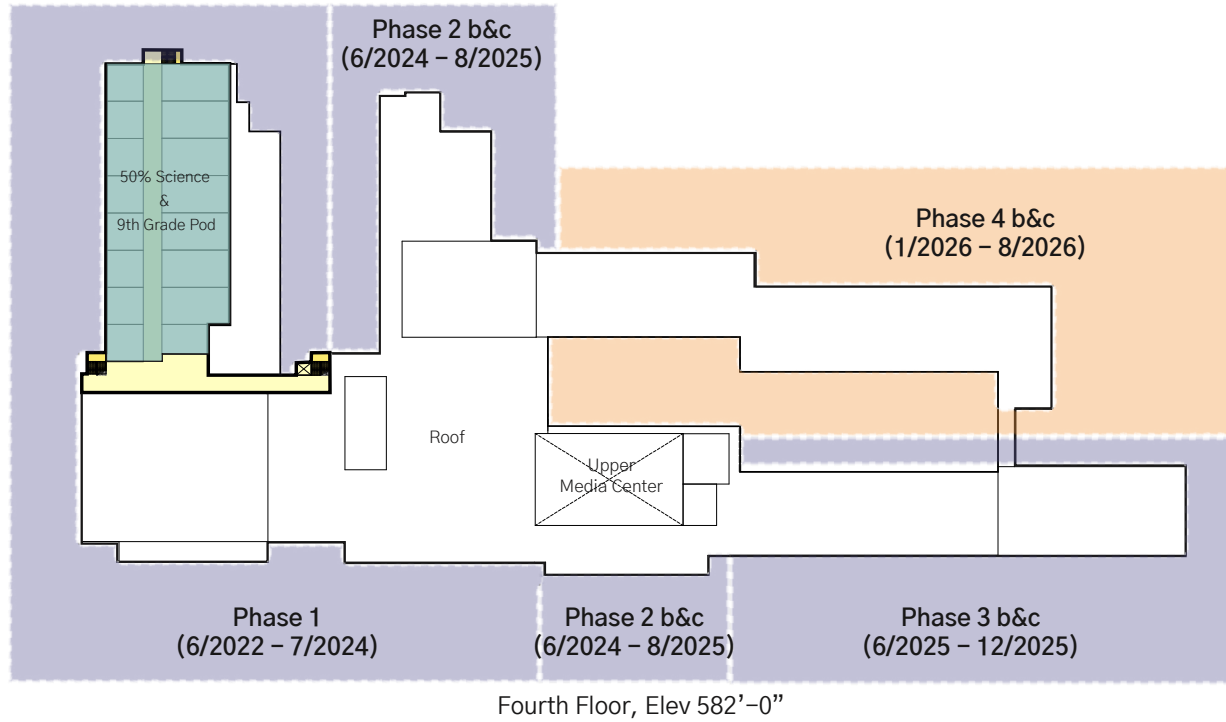 Phase 2 b&c
(6/2024 – 8/2025)
50% Science
&
9th Grade Pod
Phase 4 b&c
(1/2026 – 8/2026)
Roof
Upper
Media Center
Phase 1
(6/2022 – 7/2024)
Phase 2 b&c
(6/2024 – 8/2025)
Phase 3 b&c
(6/2025 – 12/2025)
Fourth Floor, Elev 582’–0”